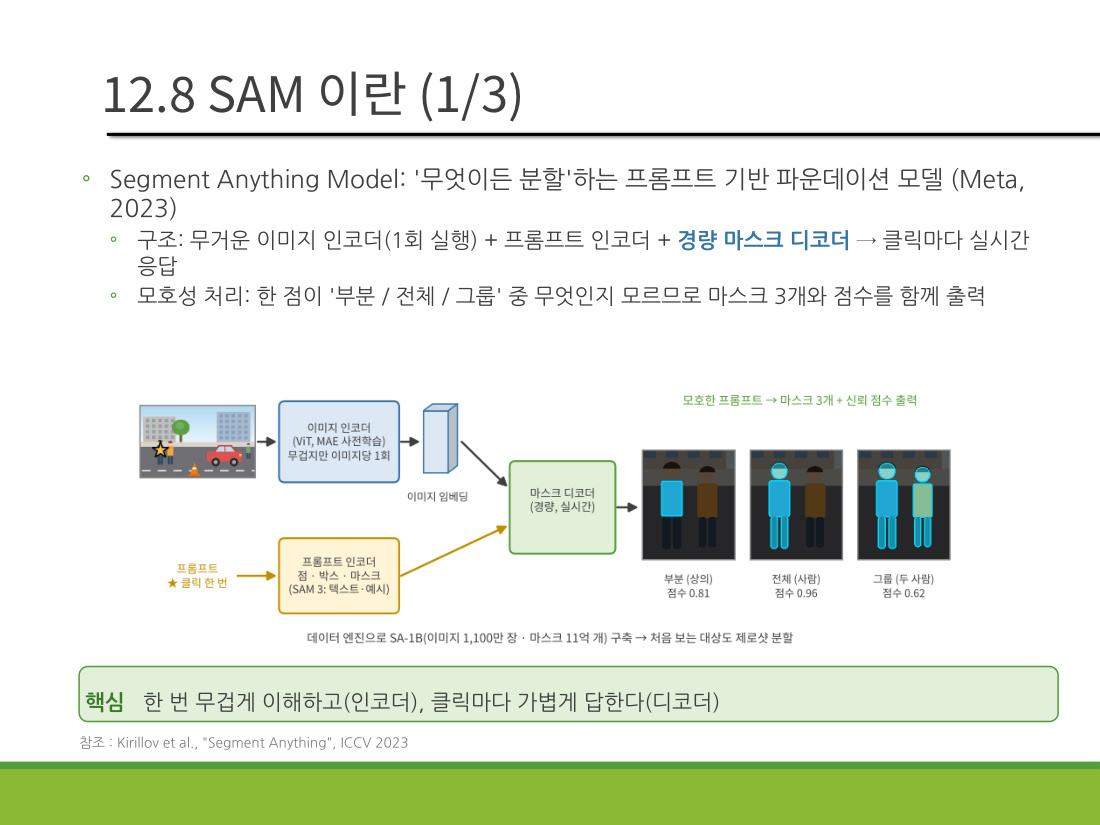 12.8 SAM 이란 (1/3)
Segment Anything Model: '무엇이든 분할'하는 프롬프트 기반 파운데이션 모델 (Meta,
2023)
구조: 무거운 이미지 인코더(1회 실행) + 프롬프트 인코더 + 경량 마스크 디코더 → 클릭마다 실시간
응답
모호성 처리: 한 점이 '부분 / 전체 / 그룹' 중 무엇인지 모르므로 마스크 3개와 점수를 함께 출력
모호한 프롬프트 → 마스크 3개 + 신뢰 점수 출력
이미지 인코더
(ViT, MAE 사전학습)
무겁지만 이미지당 1회
이미지 임베딩
마스크 디코더
(경량, 실시간)
프롬프트
★ 클릭 한 번
프롬프트 인코더
점 · 박스 · 마스크
(SAM 3: 텍스트·예시)
부분 (상의)
점수 0.81
전체 (사람)
점수 0.96
그룹 (두 사람)
점수 0.62
데이터 엔진으로 SA-1B(이미지 1,100만 장 · 마스크 11억 개) 구축 → 처음 보는 대상도 제로샷 분할
핵심 한 번 무겁게 이해하고(인코더), 클릭마다 가볍게 답한다(디코더)
참조 : Kirillov et al., "Segment Anything", ICCV 2023